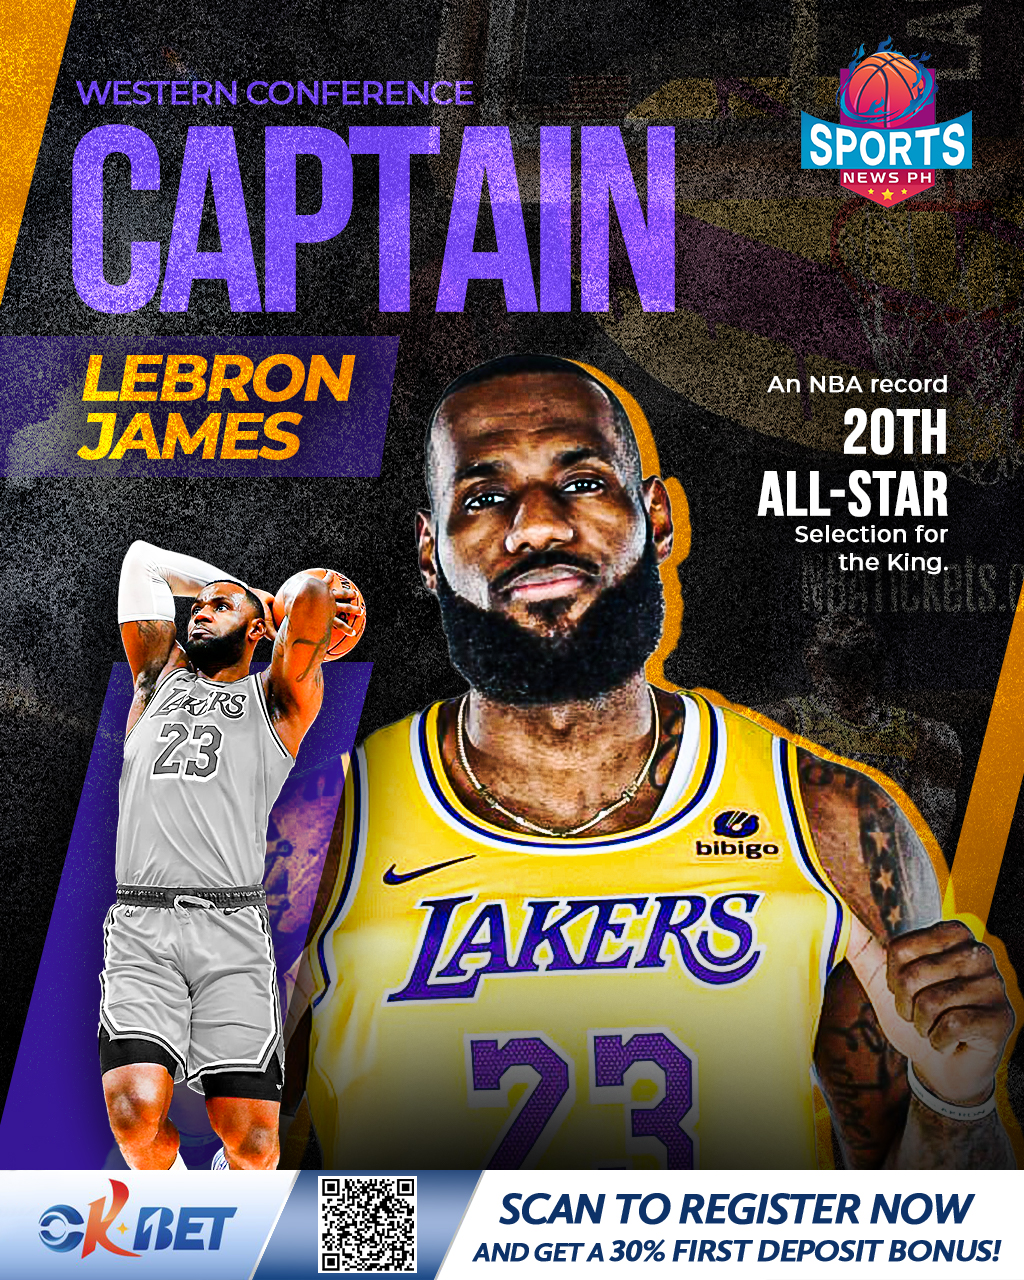 WESTERN CONFERENCE
CAPTAIN
SPORTS
NEWS PH
LEBRON
JAMES
An NBA record
20TH
ALL-STAR
Selection for
the King.
LAKERS
23
bibigo
LAKERS
23
OKBET
SCAN TO REGISTER NOW
AND GET A 30% FIRST DEPOSIT BONUS!